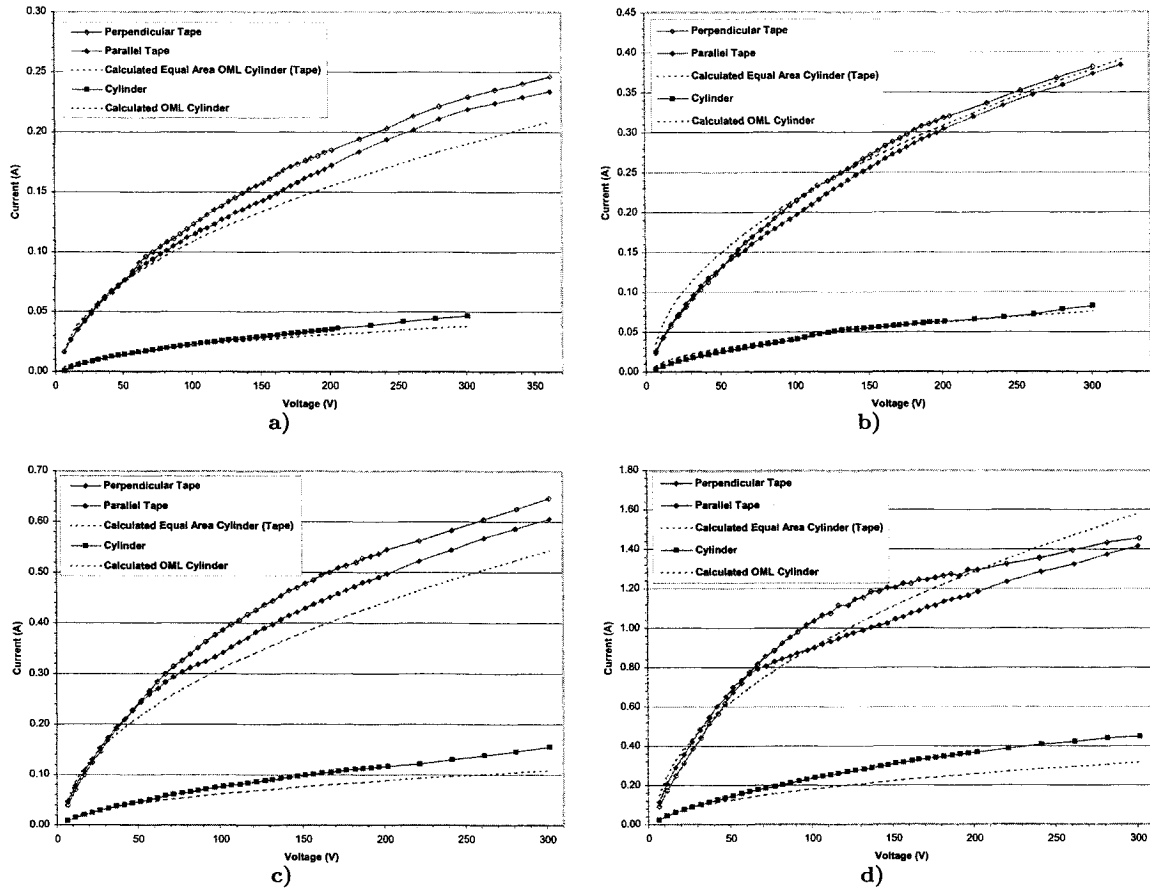 0.30
0.25
0.20
0.15
0.10
0.05
0.00
Current (A)
Perpendicular Tape
Parallel Tape
Calculated Equal Area OML Cylinder (Tape)
Cylinder
Calculated OML Cylinder
0 50 100 150 200 250 300 350
Voltage (V)
a)
0.45
0.40
0.35
0.30
0.25
0.20
0.15
0.10
0.05
0.00
Current (A)
Perpendicular Tape
Parallel Tape
Calculated Equal Area Cylinder (Tape)
Cylinder
Calculated OML Cylinder
0 50 100 150 200 250 300
Voltage (V)
b)
0.70
0.60
0.50
0.40
0.30
0.20
0.10
0.00
Current (A)
Perpendicular Tape
Parallel Tape
Calculated Equal Area Cylinder (Tape)
Cylinder
Calculated OML Cylinder
0 50 100 150 200 250 300
Voltage (V)
c)
1.80
1.60
1.40
1.20
1.00
0.80
0.60
0.40
0.20
0.00
Current (A)
Perpendicular Tape
Parallel Tape
Calculated Equal Area Cylinder (Tape)
Cylinder
Calculated OML Cylinder
0 50 100 150 200 250 300
Voltage (V)
d)